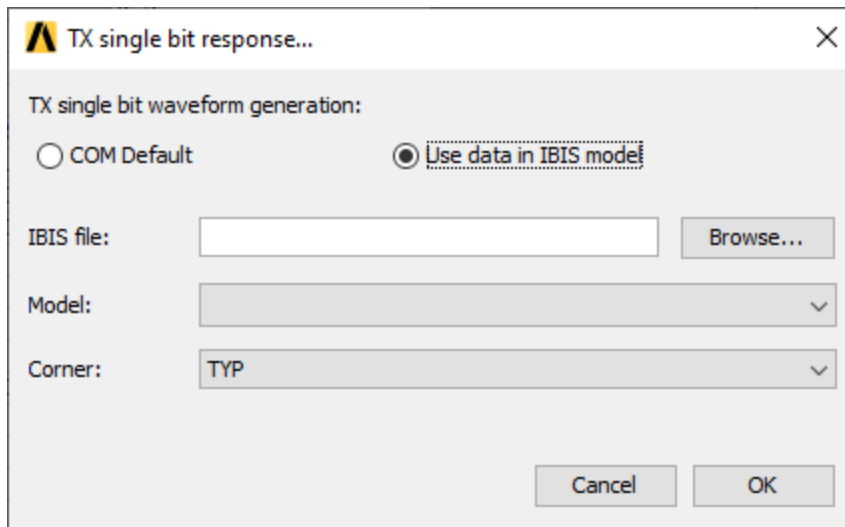 TX single bit response...
TX single bit waveform generation:
COM Default Use data in IBIS model
IBIS file: Browse...
Model:
Corner: TYP
Cancel OK